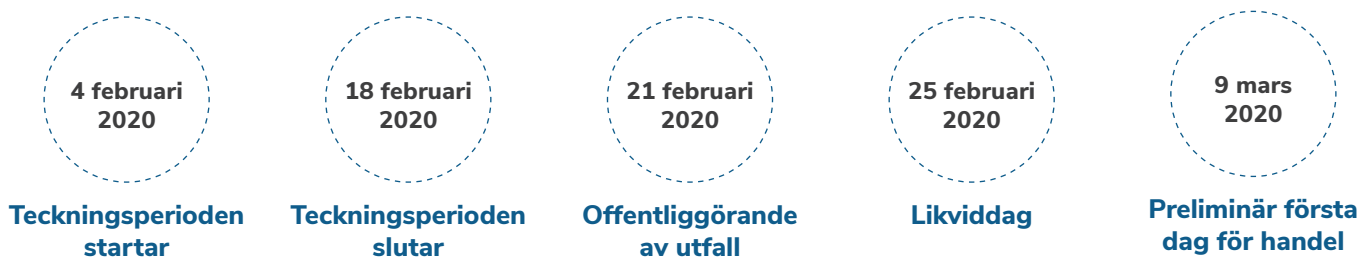 4 februari
2020
Teckningsperioden
startar
18 februari
2020
Teckningsperioden
slutar
21 februari
2020
Offentliggörande
av utfall
25 februari
2020
Likviddag
9 mars
2020
Preliminär första
dag för handel